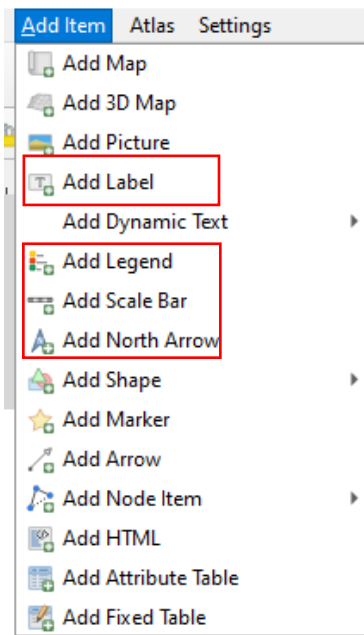 Add Item Atlas Settings
Add Map
Add 3D Map
Add Picture
Add Label
Add Dynamic Text
Add Legend
Add Scale Bar
Add North Arrow
Add Shape
Add Marker
Add Arrow
Add Node Item
Add HTML
Add Attribute Table
Add Fixed Table